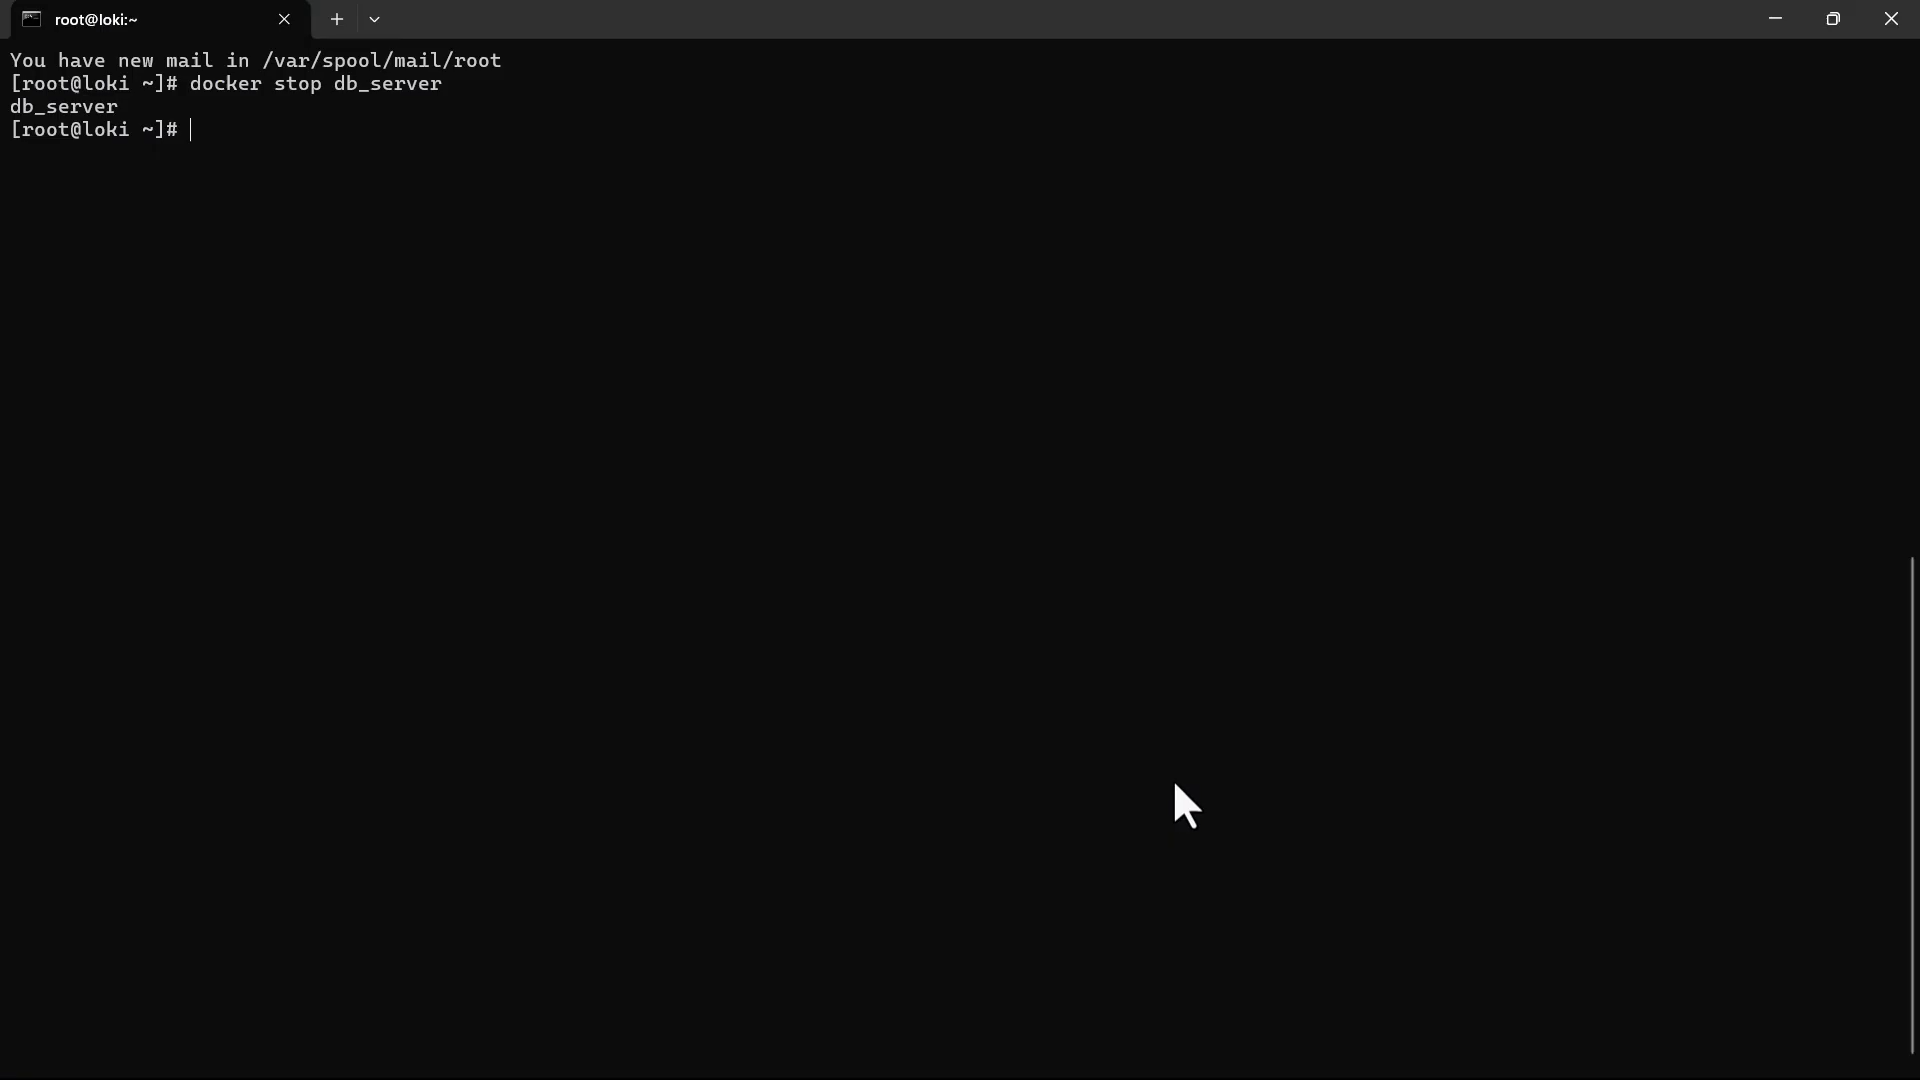 root@loki:~
You have new mail in /var/spool/mail/root
[root@loki ~]# docker stop db_server
db_server
[root@loki ~]#